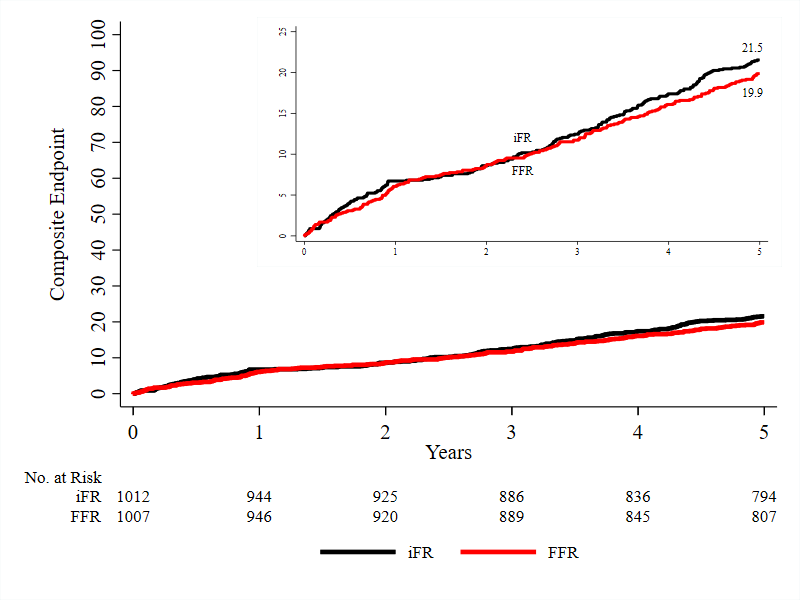 100
90
80
70
60
50
40
30
20
10
0
Composite Endpoint
25
20
15
10
5
0
21.5
19.9
iFR
FFR
0 1 2 3 4 5
0 1 2 3 4 5
Years
No. at Risk
iFR 1012 944 925 886 836 794
FFR 1007 946 920 889 845 807
iFR FFR